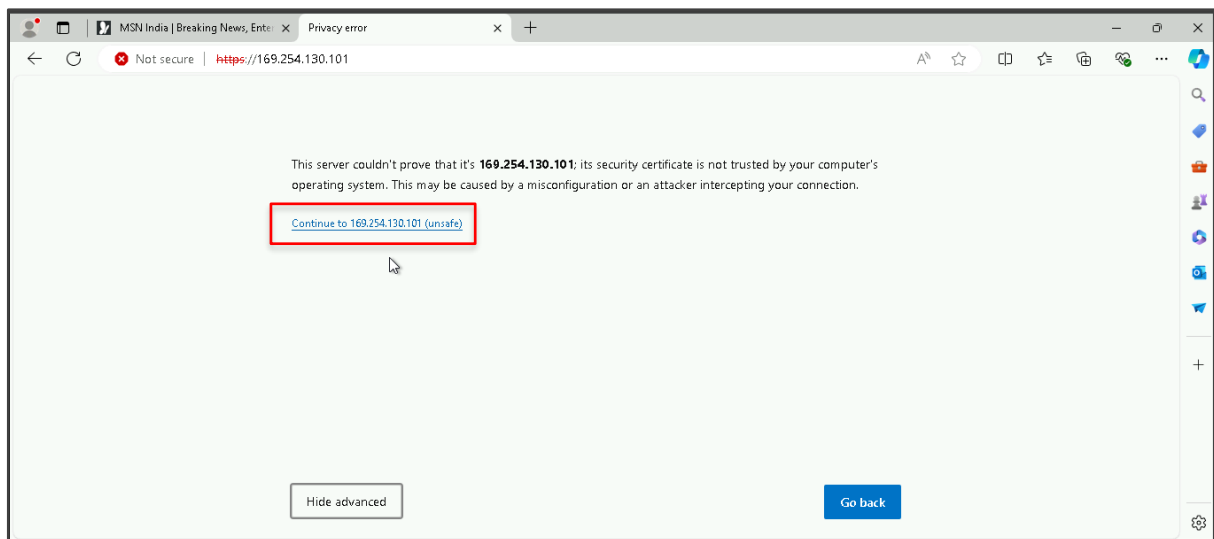 MSN India | Breaking News, Enter
Privacy error
Not secure
https://169.254.130.101
This server couldn't prove that it's 169.254.130.101; its security certificate is not trusted by your computer's
operating system. This may be caused by a misconfiguration or an attacker intercepting your connection.
Continue to 169.254.130.101 (unsafe)
Hide advanced
Go back